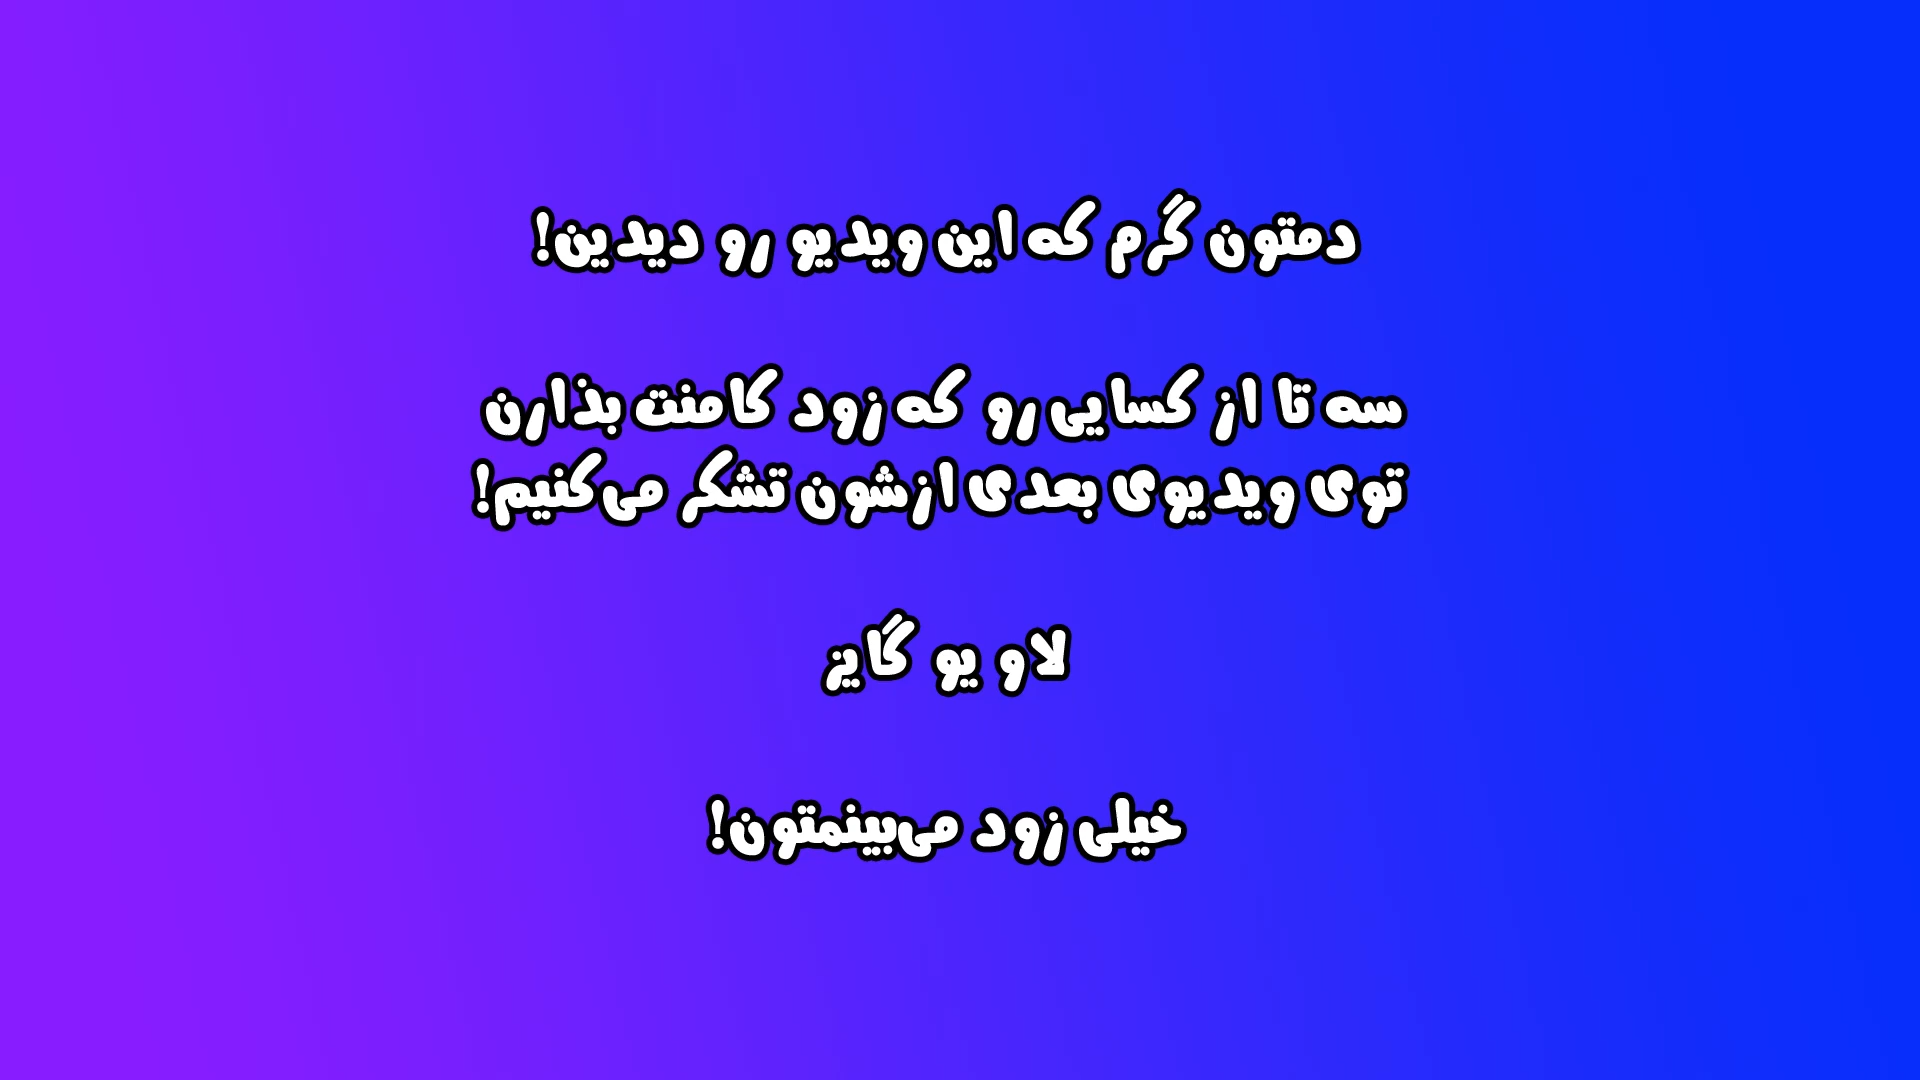 دمتون گرم که این ویدیو رو دیدین!
سه تا از کسایی رو که زود کامنت بذارن
توی ویدیوی بعدی ازشون تشکر می‌کنیم!
لاو یو گایز
خیلی زود می‌بینمتون!